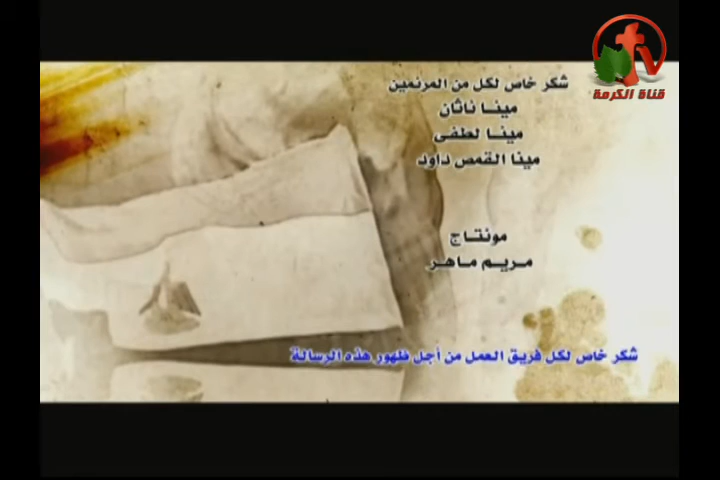 شكر خاص لكل من المرنمين
مينا ناثان
مينا لطفى
مينا القمص داود
مونتاج
مريم ماهر
شكر خاص لكل فريق العمل من أجل ظهور هذه الرسالة
tv
قناة الكرمة